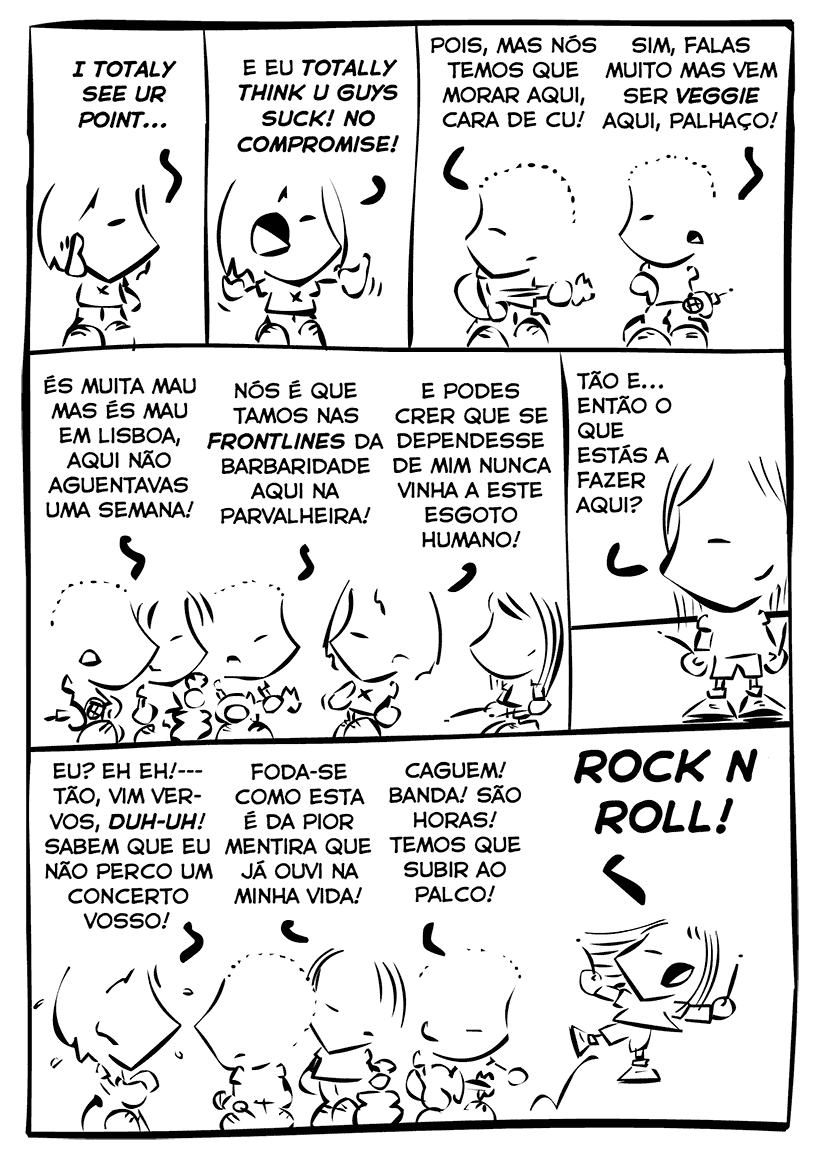 I TOTALY
SEE UR
POINT...
E EU TOTALLY
THINK U GUYS
SUCK! NO
COMPROMISE!
POIS, MAS NÓS
TEMOS QUE
MORAR AQUI,
CARA DE CU!
SIM, FALAS
MUITO MAS VEM
SER VEGGIE
AQUI, PALHAÇO!
ÉS MUITA MAU
MAS ÉS MAU
EM LISBOA,
AQUI NÃO
AGUENTAVAS
UMA SEMANA!
NÓS É QUE
TAMOS NAS
FRONTLINES DA
BARBARIDADE
AQUI NA
PARVALHEIRA!
E PODES
CRER QUE SE
DEPENDESSE
DE MIM NUNCA
VINHA A ESTE
ESGOTO
HUMANO!
TÃO E...
ENTÃO O
QUE
ESTÁS A
FAZER
AQUI?
EU? EH EH!---
TÃO, VIM VER-
VOS, DUH-UH!
SABEM QUE EU
NÃO PERCO UM
CONCERTO
VOSSO!
FODA-SE
COMO ESTA
É DA PIOR
MENTIRA QUE
JÁ OUVI NA
MINHA VIDA!
CAGUEM!
BANDA! SÃO
HORAS!
TEMOS QUE
SUBIR AO
PALCO!
ROCK N
ROLL!